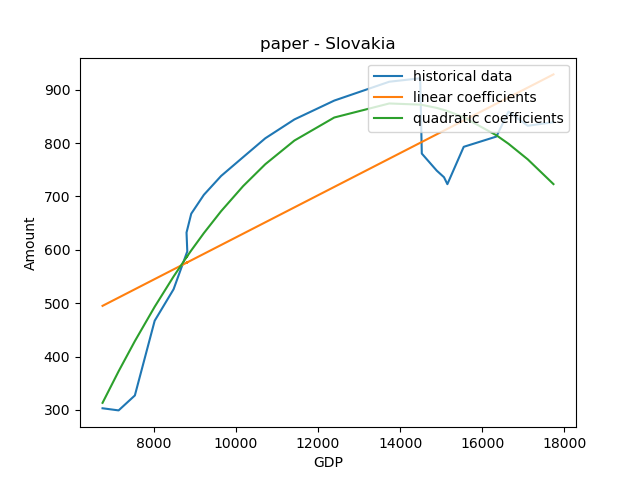 paper - Slovakia
historical data
linear coefficients
quadratic coefficients
Amount
900
800
700
600
500
400
300
8000 10000 12000 14000 16000 18000
GDP